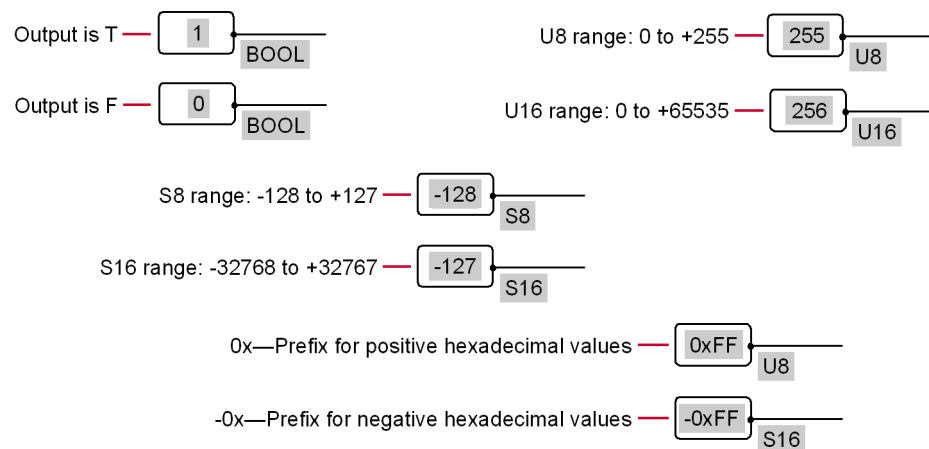 Output is T 1 BOOL
Output is F 0 BOOL
U8 range: 0 to +255 255 U8
U16 range: 0 to +65535 256 U16
S8 range: -128 to +127 -128 S8
S16 range: -32768 to +32767 -127 S16
0x—Prefix for positive hexadecimal values 0xFF U8
-0x—Prefix for negative hexadecimal values -0xFF S16